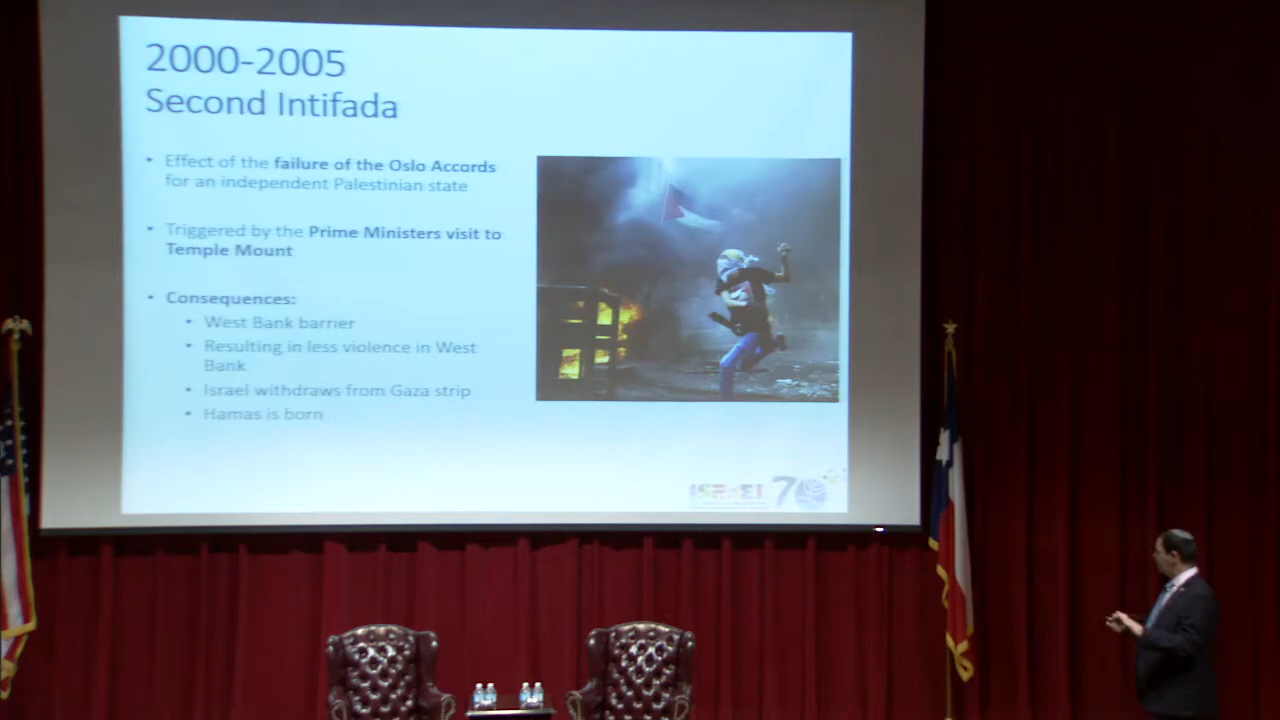 2000-2005
Second Intifada
• Effect of the failure of the Oslo Accords
for an independent Palestinian state
• Triggered by the Prime Ministers visit to
Temple Mount
• Consequences:
• West Bank barrier
• Resulting in less violence in West
Bank
• Israel withdraws from Gaza strip
• Hamas is born
ISRAEL 70